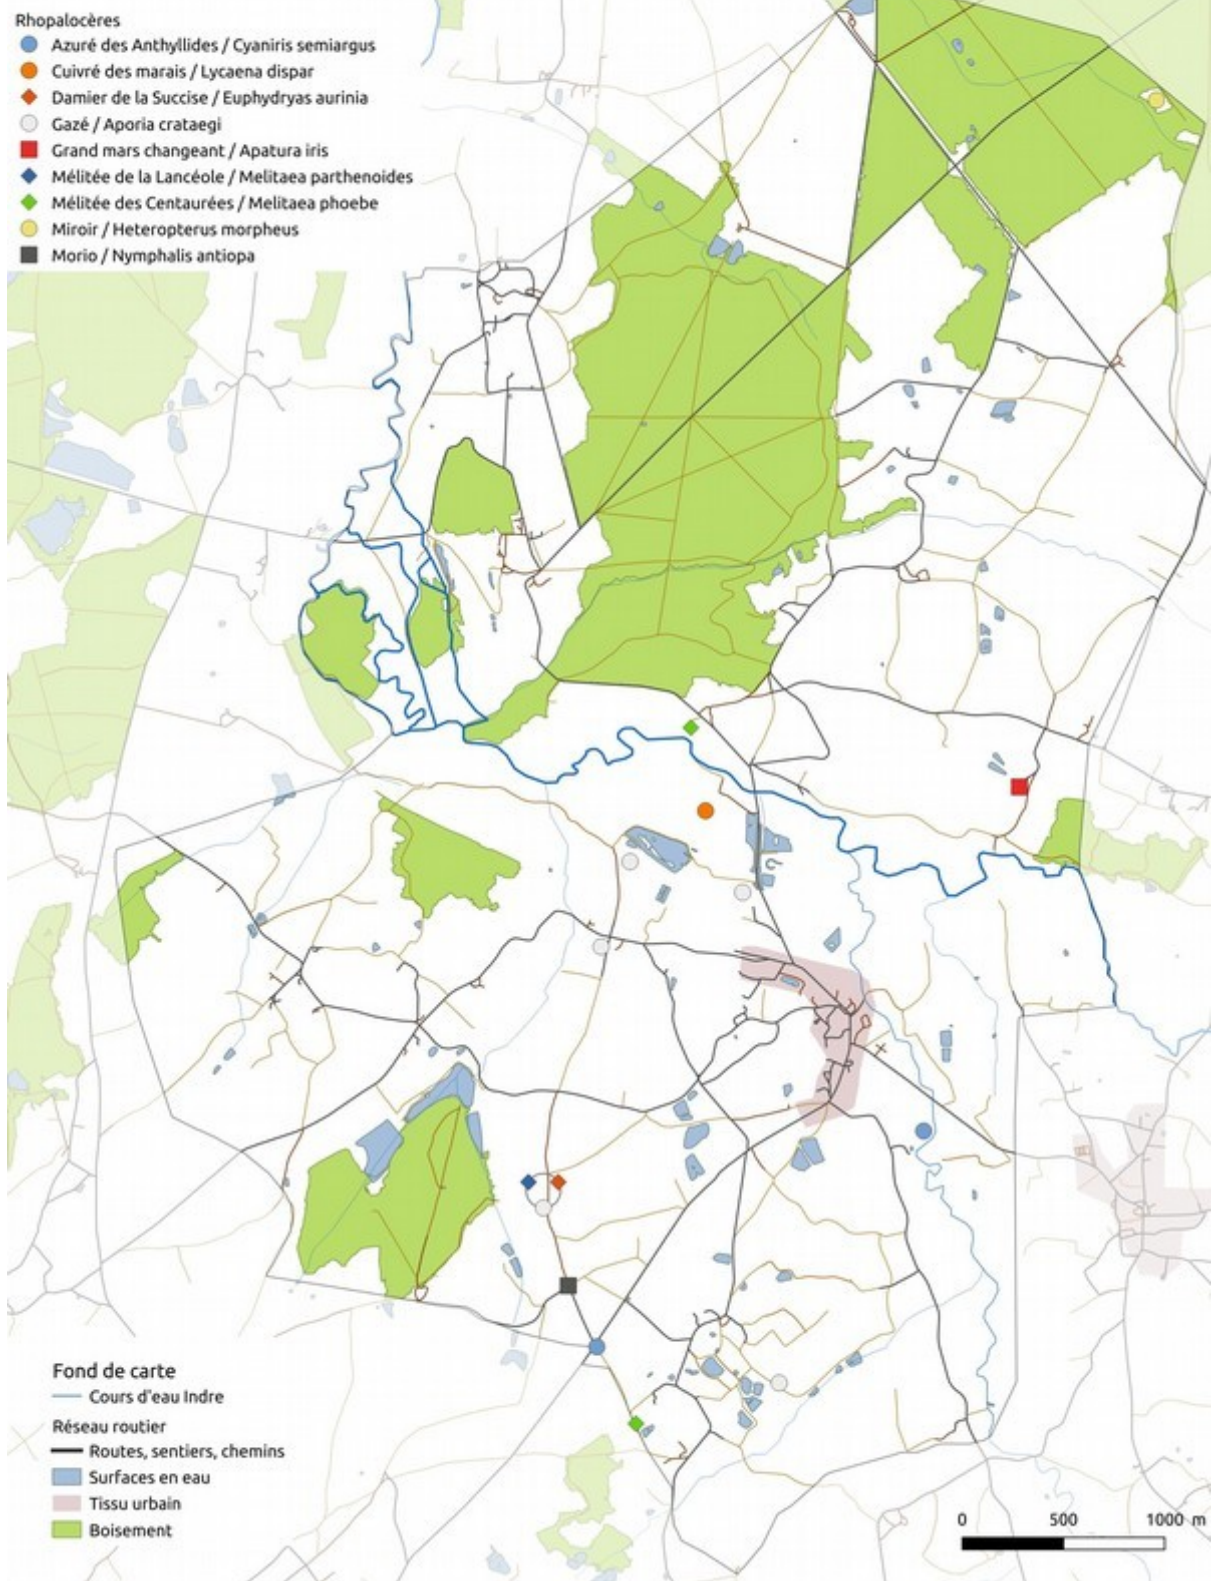 Rhopalocères
Azuré des Anthyllides / Cyaniris semiargus
Cuivré des marais / Lycaena dispar
Damier de la Succise / Euphydryas aurinia
Gazé / Aporia crataegi
Grand mars changeant / Apatura iris
Mélitée de la Lancéole / Melitaea parthenoides
Mélitée des Centaurées / Melitaea phoebe
Miroir / Heteropterus morpheus
Morio / Nymphalis antiopa
Fond de carte
Cours d'eau Indre
Réseau routier
Routes, sentiers, chemins
Surfaces en eau
Tissu urbain
Boisement
0 500 1000 m